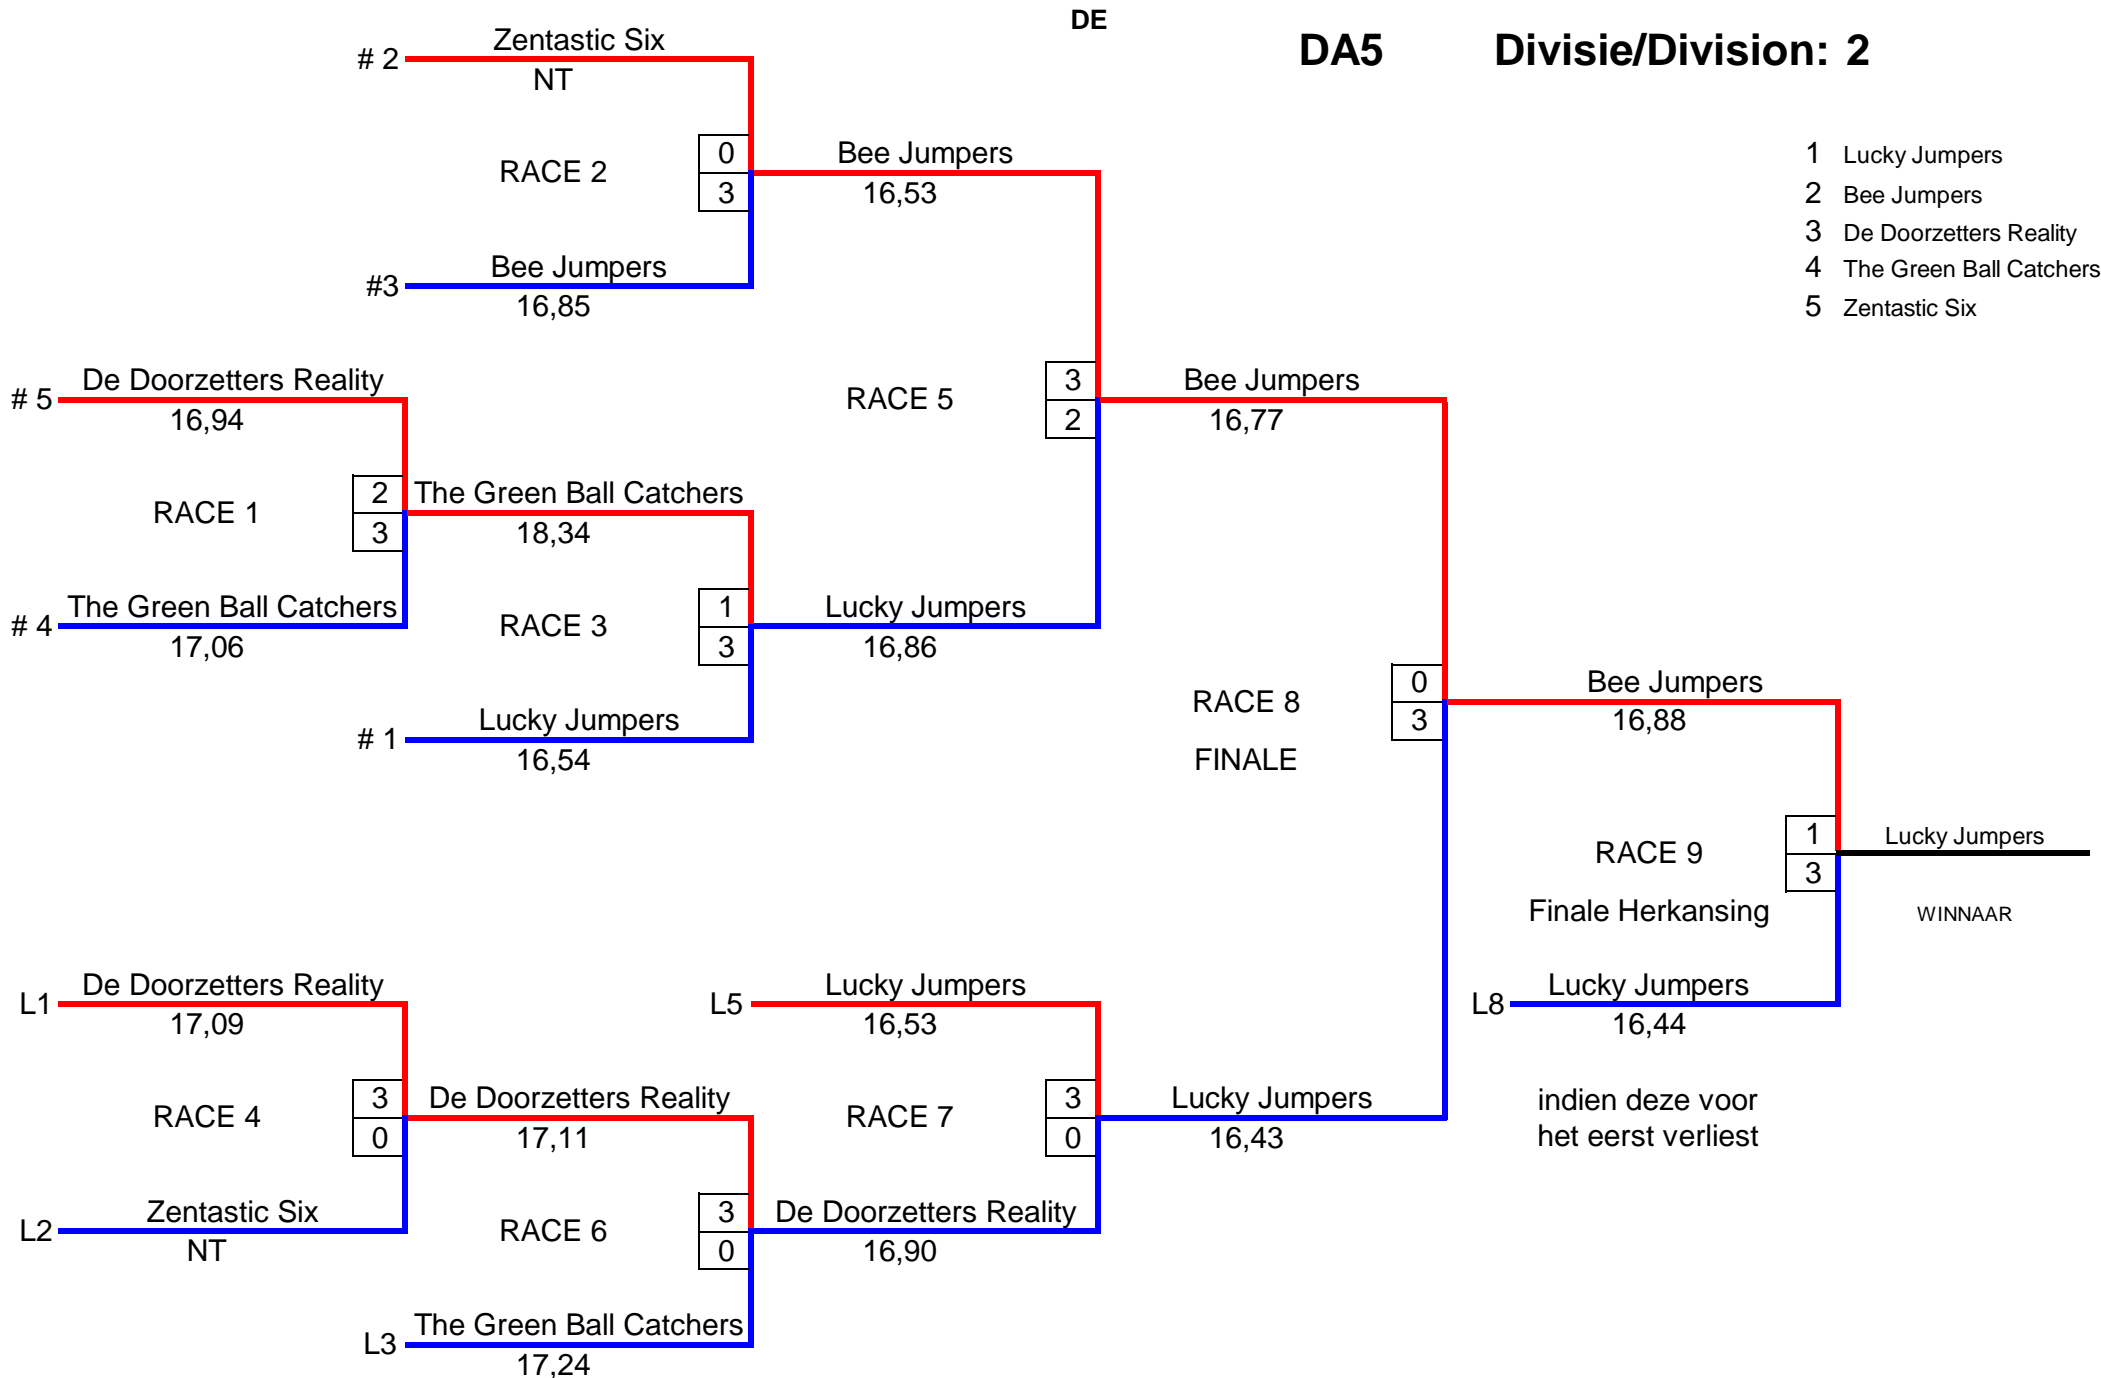 DE
DA5 Divisie/Division: 2
Zentastic Six
# 2
NT
RACE 2
0
3
Bee Jumpers
16,53
#3
Bee Jumpers
16,85
1 Lucky Jumpers
2 Bee Jumpers
3 De Doorzetters Reality
4 The Green Ball Catchers
5 Zentastic Six
De Doorzetters Reality
# 5
16,94
RACE 1
2
3
The Green Ball Catchers
18,34
The Green Ball Catchers
# 4
17,06
RACE 3
1
3
Lucky Jumpers
16,86
Lucky Jumpers
# 1
16,54
RACE 5
3
2
Bee Jumpers
16,77
RACE 8
FINALE
0
3
Bee Jumpers
16,88
RACE 9
Finale Herkansing
1
3
Lucky Jumpers
WINNAAR
De Doorzetters Reality
L1
17,09
RACE 4
3
0
De Doorzetters Reality
17,11
Zentastic Six
L2
NT
RACE 6
3
0
De Doorzetters Reality
16,90
The Green Ball Catchers
L3
17,24
Lucky Jumpers
L5
16,53
RACE 7
3
0
Lucky Jumpers
16,43
Lucky Jumpers
L8
16,44
indien deze voor
het eerst verliest